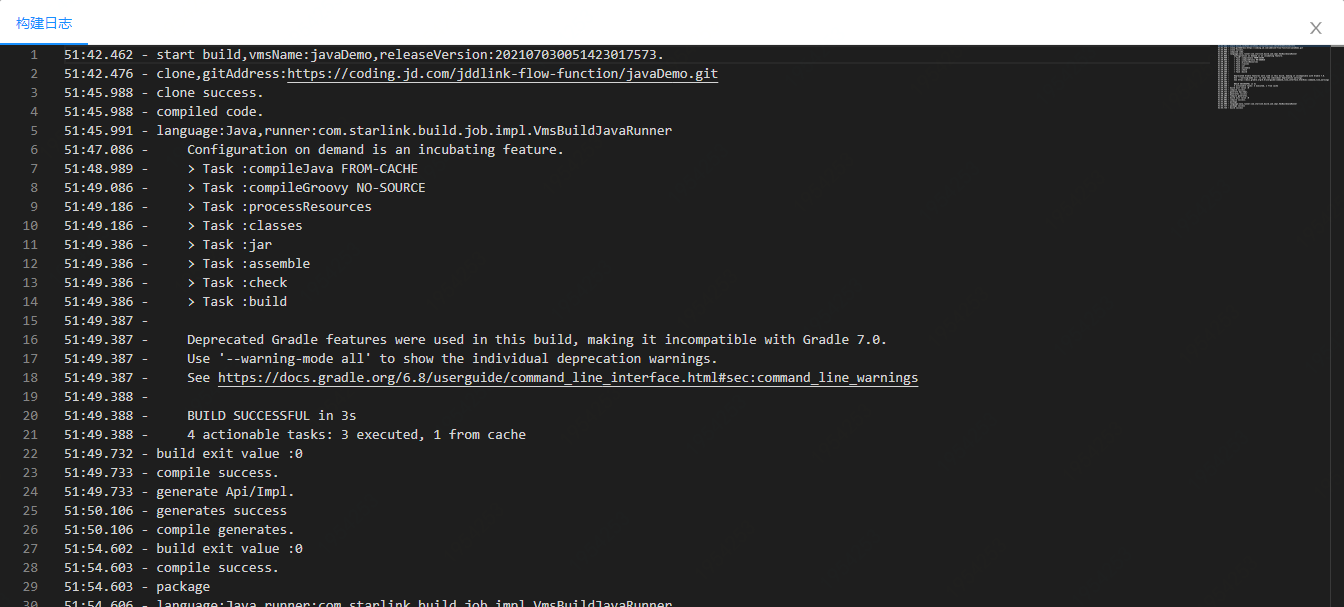 构建日志
X
1 51:42.462 - start build,vmsName:javaDemo,releaseVersion:202107030051423017573.
2 51:42.476 - clone,gitAddress:https://coding.jd.com/jddlink-flow-function/javaDemo.git
3 51:45.988 - clone success.
4 51:45.988 - compiled code.
5 51:45.991 - language:Java,runner:com.starlink.build.job.impl.VmsBuildJavaRunner
6 51:47.086 - Configuration on demand is an incubating feature.
7 51:48.989 - > Task :compileJava FROM-CACHE
8 51:49.086 - > Task :compileGroovy NO-SOURCE
9 51:49.186 - > Task :processResources
10 51:49.186 - > Task :classes
11 51:49.386 - > Task :jar
12 51:49.386 - > Task :assemble
13 51:49.386 - > Task :check
14 51:49.386 - > Task :build
15 51:49.387 -
16 51:49.387 - Deprecated Gradle features were used in this build, making it incompatible with Gradle 7.0.
17 51:49.387 - Use '--warning-mode all' to show the individual deprecation warnings.
18 51:49.387 - See https://docs.gradle.org/6.8/userguide/command_line_interface.html#sec:command_line_warnings
19 51:49.388 -
20 51:49.388 - BUILD SUCCESSFUL in 3s
21 51:49.388 - 4 actionable tasks: 3 executed, 1 from cache
22 51:49.732 - build exit value :0
23 51:49.733 - compile success.
24 51:49.733 - generate Api/Impl.
25 51:50.106 - generates success
26 51:50.106 - compile generates.
27 51:54.602 - build exit value :0
28 51:54.603 - compile success.
29 51:54.603 - package
30 51:54.606 - language:Java,runner:com.starlink.build.job.impl.VmsBuildJavaRunner